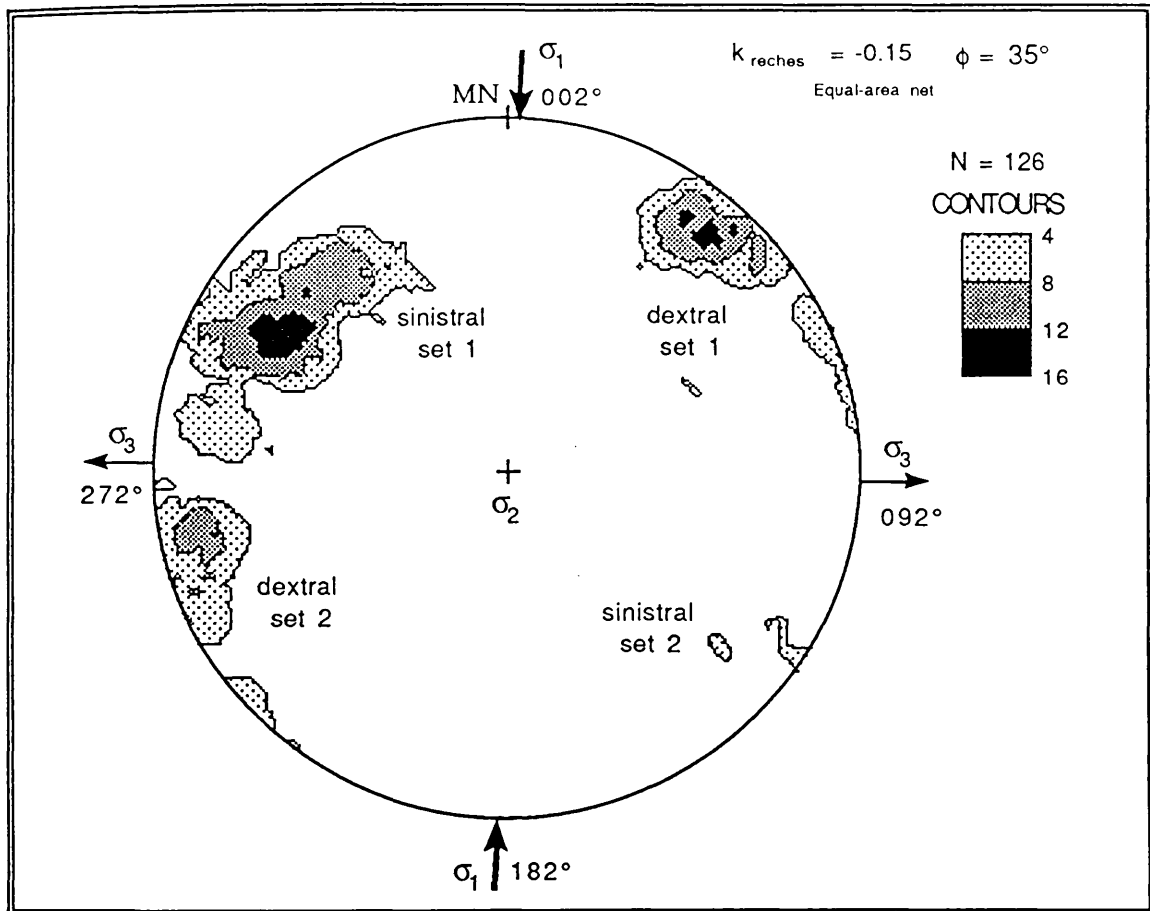 σ1
k reches = -0.15 φ = 35°
Equal-area net
MN
002°
N = 126
CONTOURS
4
8
12
16
sinistral
set 1
dextral
set 1
σ3
272°
σ2
σ3
092°
dextral
set 2
sinistral
set 2
σ1
182°